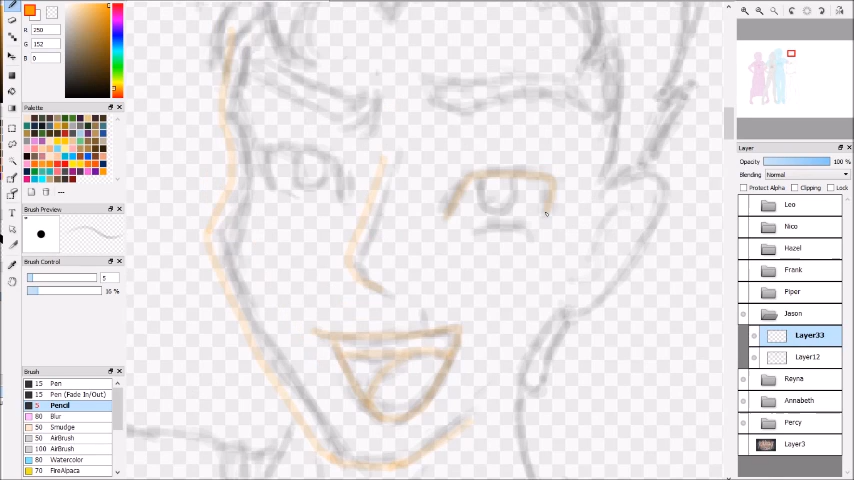 R: 250
G: 152
B: 0
Palette
---
Brush Preview
Brush Control
5
16 %
Brush
15 Pen
15 Pen (Fade In/Out)
5 Pencil
80 Blur
50 Smudge
50 AirBrush
100 AirBrush
80 Watercolor
70 FireAlpaca
Layer
Opacity 100 %
Blending Normal
Protect Alpha Clipping Lock
Leo
Nico
Hazel
Frank
Piper
Jason
Layer33
Layer12
Reyna
Annabeth
Percy
Layer3